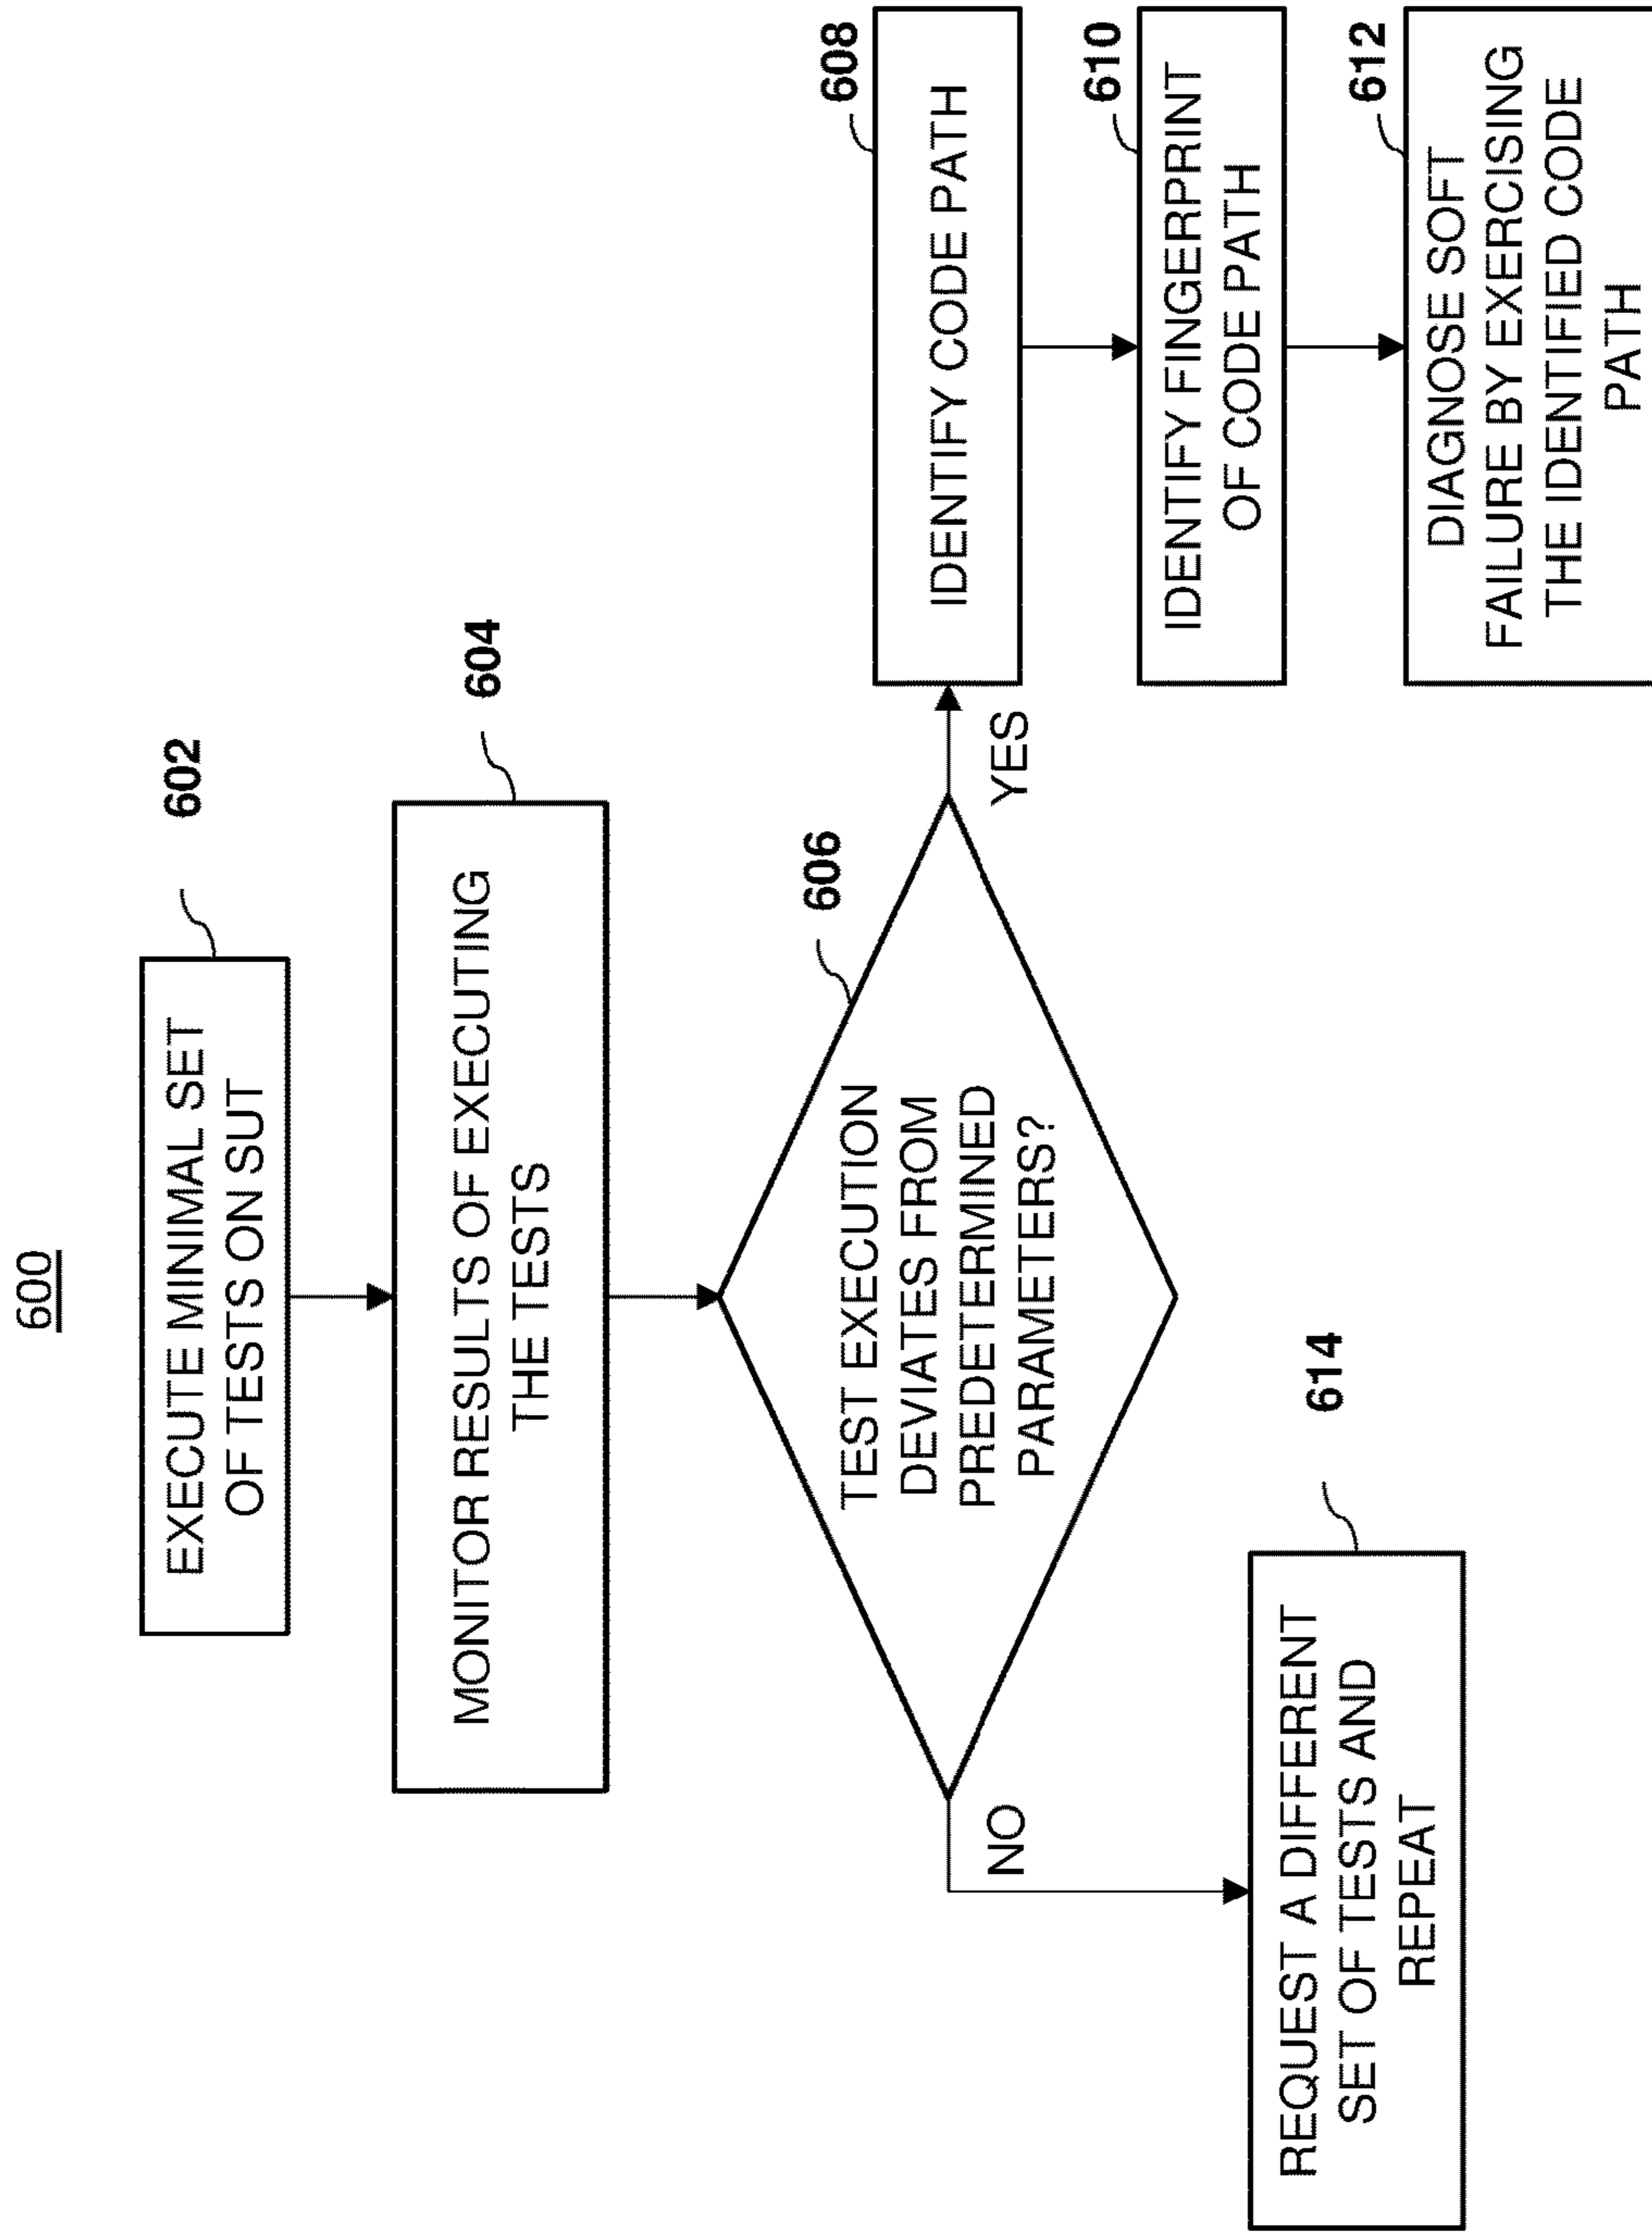 600
602
EXECUTE MINIMAL SET
OF TESTS ON SUT
604
MONITOR RESULTS OF EXECUTING
THE TESTS
606
TEST EXECUTION
DEVIATES FROM
PREDETERMINED
PARAMETERS?
YES
608
IDENTIFY CODE PATH
610
IDENTIFY FINGERPRINT
OF CODE PATH
612
DIAGNOSE SOFT
FAILURE BY EXERCISING
THE IDENTIFIED CODE
PATH
NO
614
REQUEST A DIFFERENT
SET OF TESTS AND
REPEAT